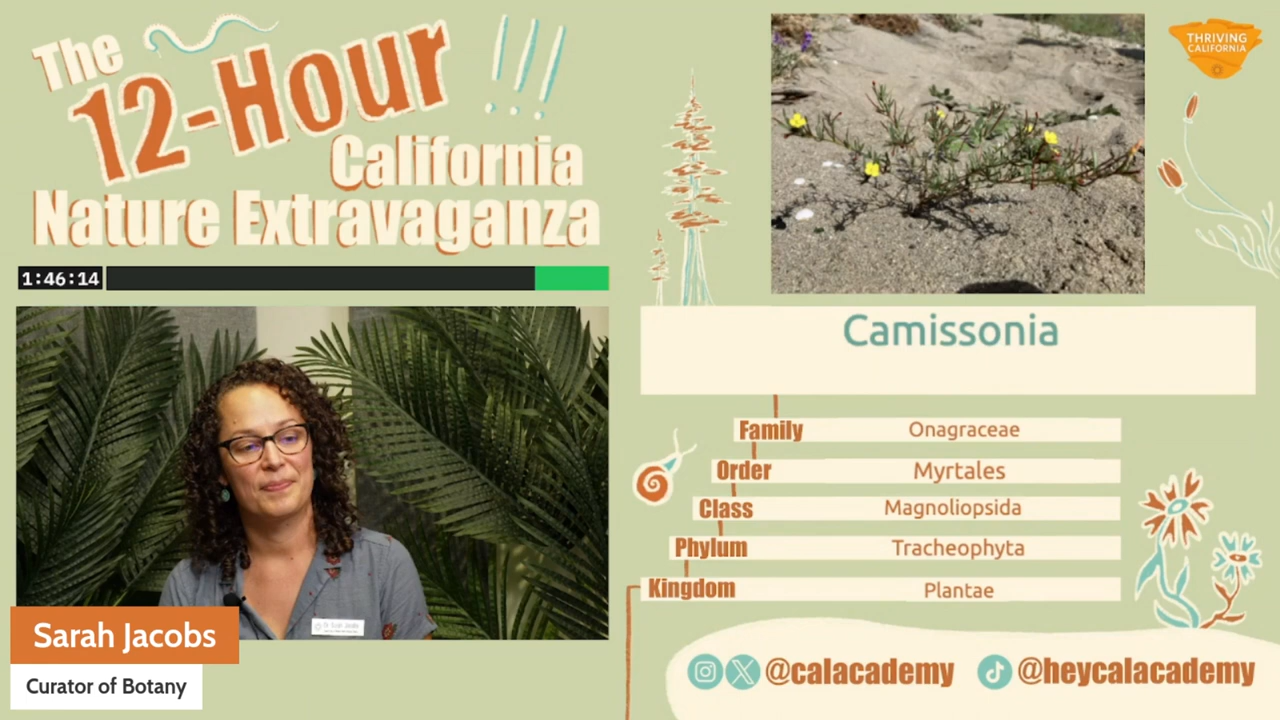 The
12-Hour
!!!
California
Nature Extravaganza
1:46:14
Sarah Jacobs
Curator of Botany
THRIVING
CALIFORNIA
Camissonia
Family Onagraceae
Order Myrtales
Class Magnoliopsida
Phylum Tracheophyta
Kingdom Plantae
@calacademy @heycalacademy